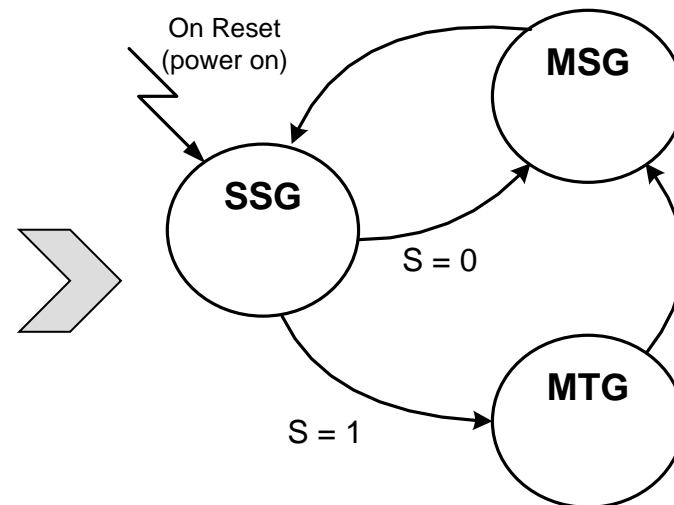 On Reset
(power on)
MSG
SSG
S = 0
MTG
S = 1